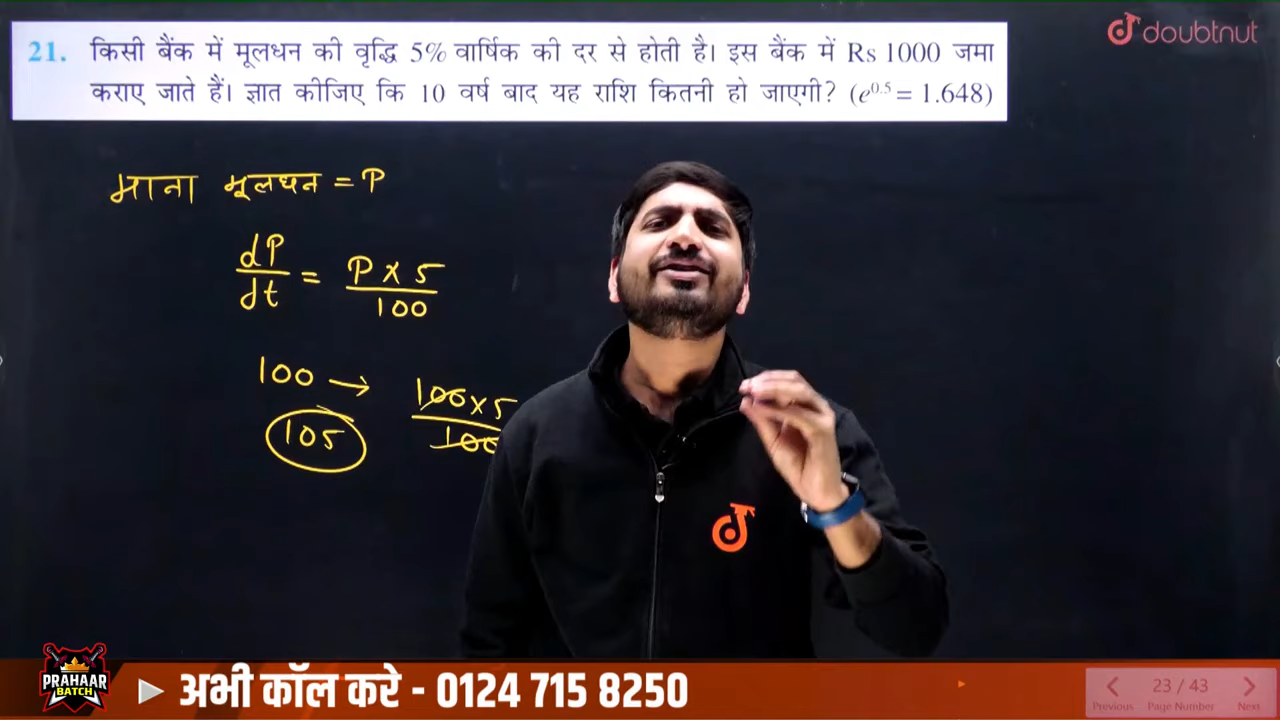 21. किसी बैंक में मूलधन की वृद्धि 5% वार्षिक की दर से होती है। इस बैंक में Rs 1000 जमा
कराए जाते हैं। ज्ञात कीजिए कि 10 वर्ष बाद यह राशि कितनी हो जाएगी? (e^0.5 = 1.648)
doubtnut
माना मूलधन = P
dP/dt = P × 5/100
100 → 100×5/100
105
PRAHAAR
BATCH
अभी कॉल करे - 0124 715 8250
23 / 43
Previous Page Number Next